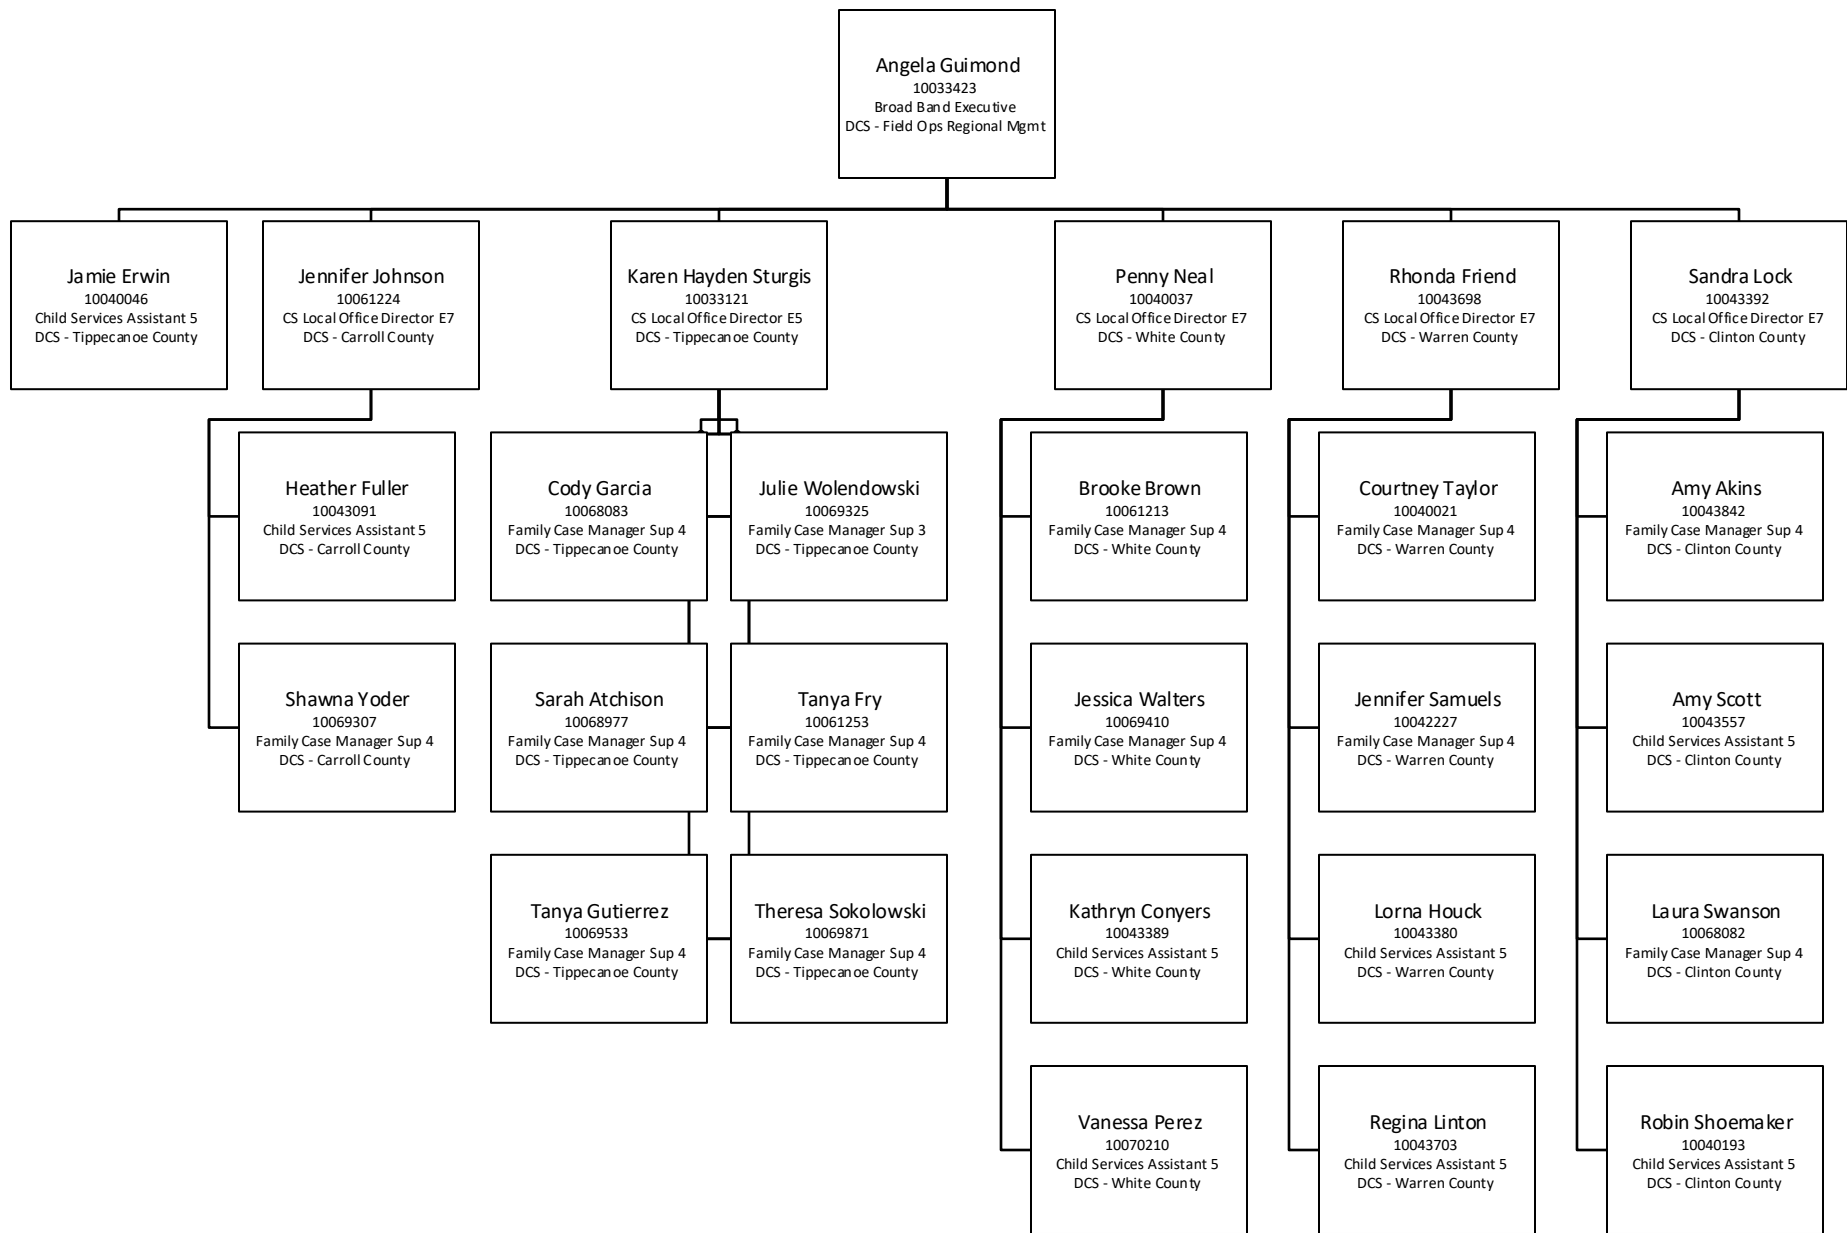 Angela Guimond
10033423
Broad Band Executive
DCS - Field Ops Regional Mgmt
Jamie Erwin
10040046
Child Services Assistant 5
DCS - Tippecanoe County
Jennifer Johnson
10061224
CS Local Office Director E7
DCS - Carroll County
Karen Hayden Sturgis
10033121
CS Local Office Director E5
DCS - Tippecanoe County
Penny Neal
10040037
CS Local Office Director E7
DCS - White County
Rhonda Friend
10043698
CS Local Office Director E7
DCS - Warren County
Sandra Lock
10043392
CS Local Office Director E7
DCS - Clinton County
Heather Fuller
10043091
Child Services Assistant 5
DCS - Carroll County
Cody Garcia
10068083
Family Case Manager Sup 4
DCS - Tippecanoe County
Julie Wolendowski
10069325
Family Case Manager Sup 3
DCS - Tippecanoe County
Brooke Brown
10061213
Family Case Manager Sup 4
DCS - White County
Courtney Taylor
10040021
Family Case Manager Sup 4
DCS - Warren County
Amy Akins
10043842
Family Case Manager Sup 4
DCS - Clinton County
Shawna Yoder
10069307
Family Case Manager Sup 4
DCS - Carroll County
Sarah Atchison
10068977
Family Case Manager Sup 4
DCS - Tippecanoe County
Tanya Fry
10061253
Family Case Manager Sup 4
DCS - Tippecanoe County
Jessica Walters
10069410
Family Case Manager Sup 4
DCS - White County
Jennifer Samuels
10042227
Family Case Manager Sup 4
DCS - Warren County
Amy Scott
10043557
Child Services Assistant 5
DCS - Clinton County
Tanya Gutierrez
10069533
Family Case Manager Sup 4
DCS - Tippecanoe County
Theresa Sokolowski
10069871
Family Case Manager Sup 4
DCS - Tippecanoe County
Kathryn Conyers
10043389
Child Services Assistant 5
DCS - White County
Lorna Houck
10043380
Child Services Assistant 5
DCS - Warren County
Laura Swanson
10068082
Family Case Manager Sup 4
DCS - Clinton County
Vanessa Perez
10070210
Child Services Assistant 5
DCS - White County
Regina Linton
10043703
Child Services Assistant 5
DCS - Warren County
Robin Shoemaker
10040193
Child Services Assistant 5
DCS - Clinton County